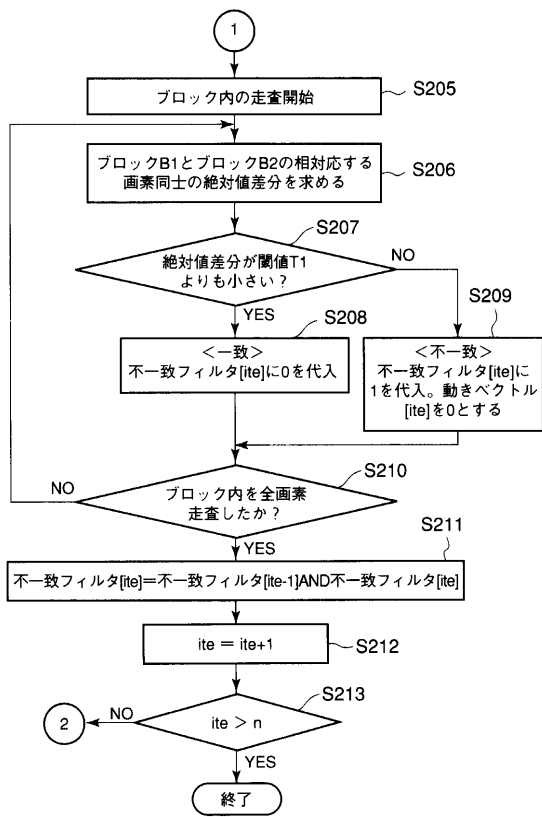 1
ブロック内の走査開始
S205
ブロックB1とブロックB2の相対応する
画素同士の絶対値差分を求める
S206
S207
絶対値差分が閾値T1
よりも小さい?
NO
YES
S208
S209
<一致>
不一致フィルタ[ite]に0を代入
<不一致>
不一致フィルタ[ite]に
1を代入。動きベクトル
[ite]を0とする
S210
NO
ブロック内を全画素
走査したか?
YES
S211
不一致フィルタ[ite]=不一致フィルタ[ite-1]AND不一致フィルタ[ite]
ite = ite+1
S212
S213
2
NO
ite > n
YES
終了